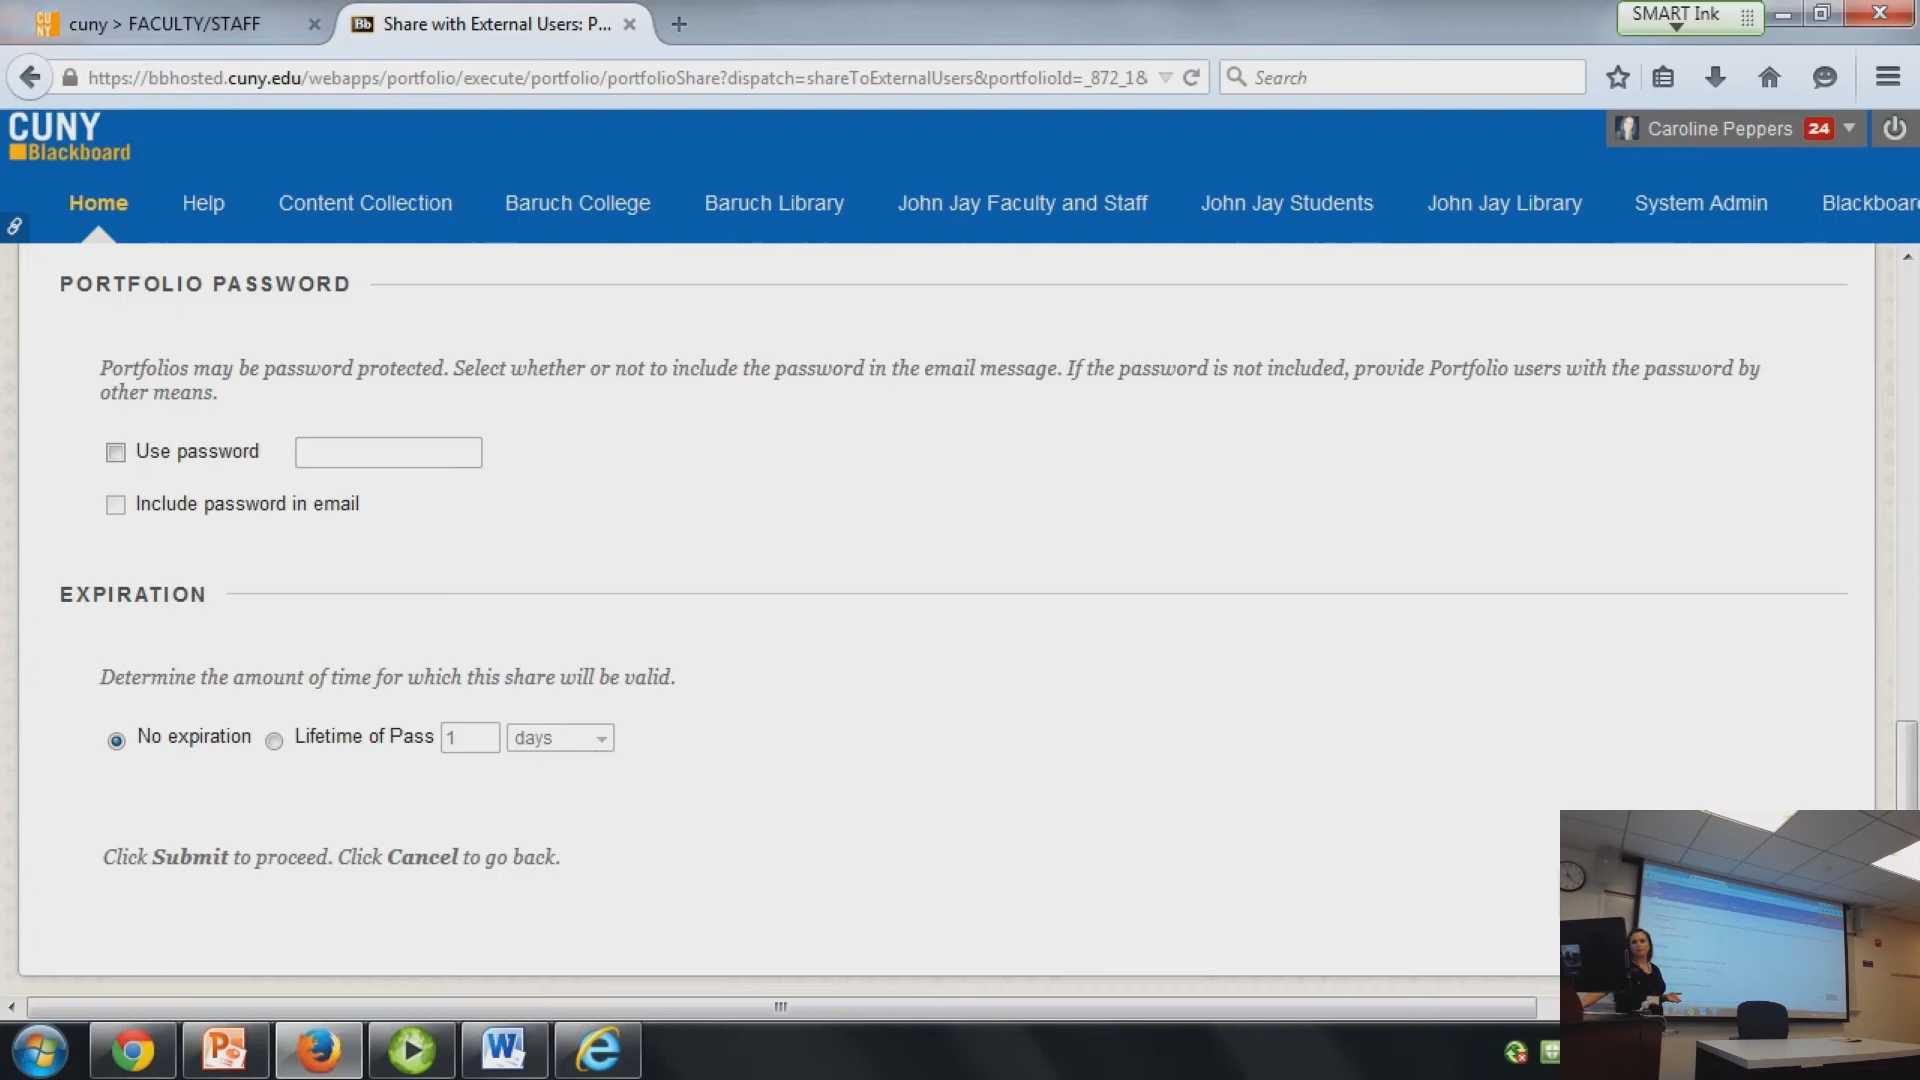 cuny > FACULTY/STAFF
Bb Share with External Users: P...
SMART Ink
https://bbhosted.cuny.edu/webapps/portfolio/execute/portfolio/portfolioShare?dispatch=shareToExternalUsers&portfolioId=_872_1&
Search
CUNY
Blackboard
Caroline Peppers 24
Home Help Content Collection Baruch College Baruch Library John Jay Faculty and Staff John Jay Students John Jay Library System Admin Blackboar
PORTFOLIO PASSWORD
Portfolios may be password protected. Select whether or not to include the password in the email message. If the password is not included, provide Portfolio users with the password by
other means.
Use password
Include password in email
EXPIRATION
Determine the amount of time for which this share will be valid.
No expiration Lifetime of Pass 1 days
Click Submit to proceed. Click Cancel to go back.